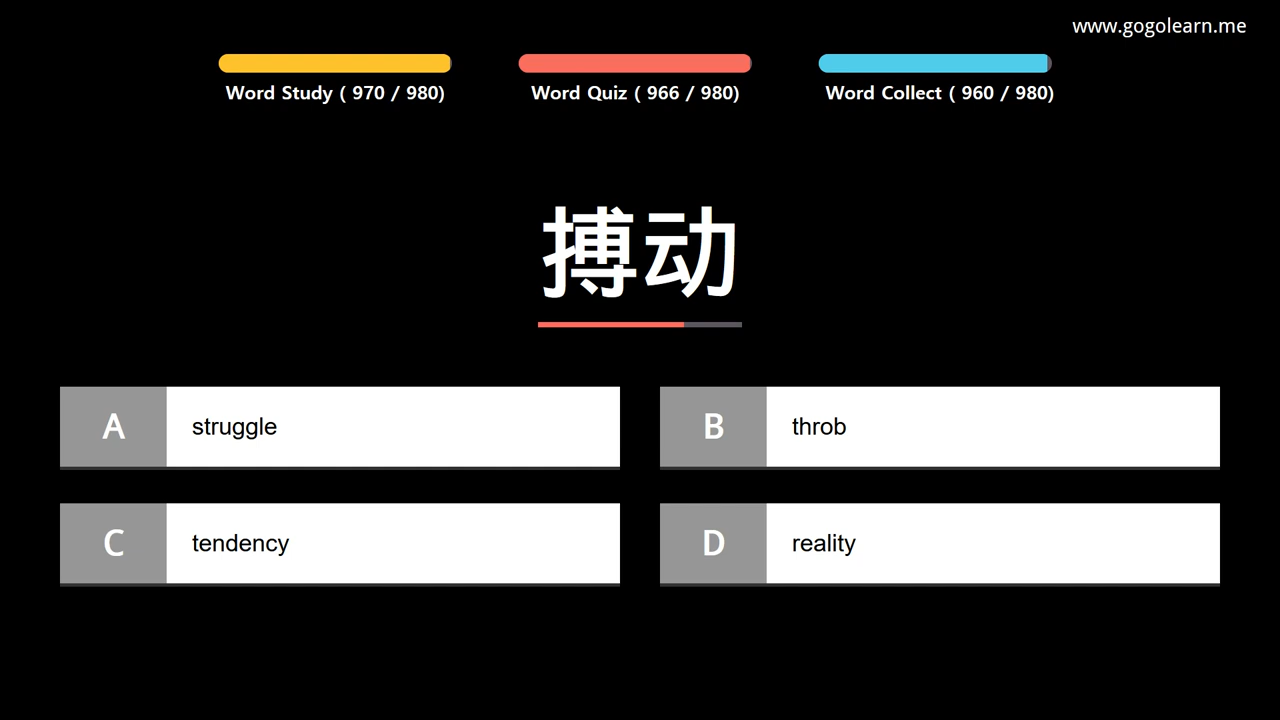 www.gogolearn.me
Word Study ( 970 / 980)
Word Quiz ( 966 / 980)
Word Collect ( 960 / 980)
搏动
A struggle
B throb
C tendency
D reality